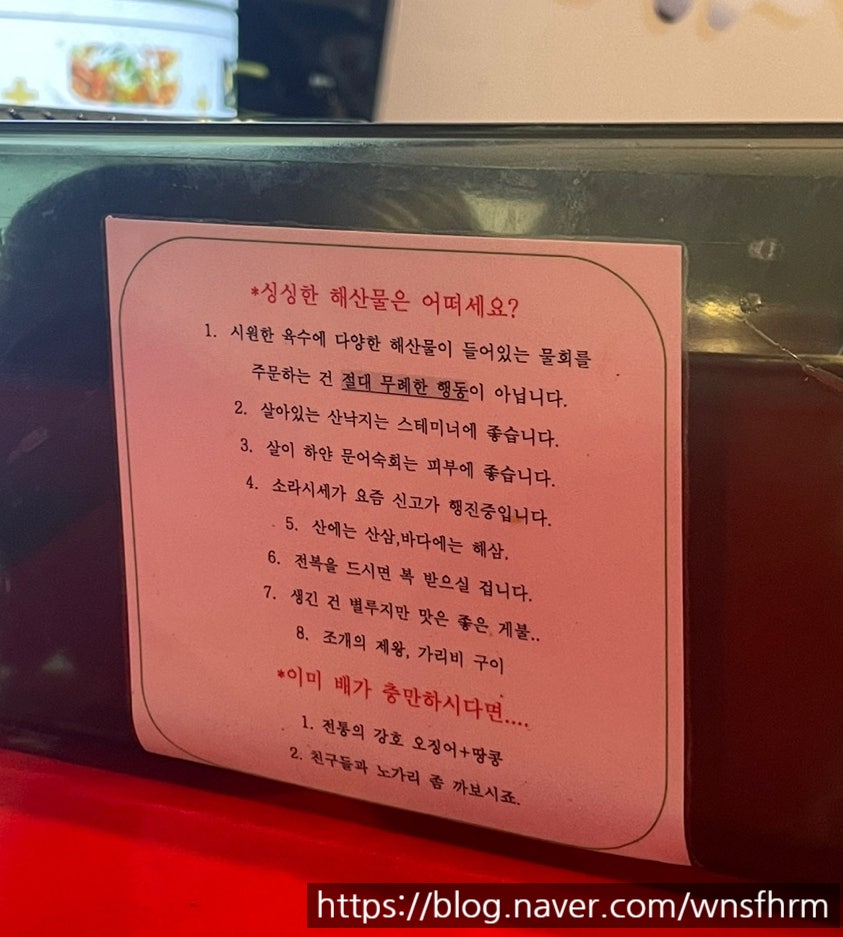 *싱싱한 해산물은 어떠세요?
1. 시원한 육수에 다양한 해산물이 들어있는 물회를
주문하는 건 절대 무례한 행동이 아닙니다.
2. 살아있는 산낙지는 스테미너에 좋습니다.
3. 살이 하얀 문어숙회는 피부에 좋습니다.
4. 소라시세가 요즘 신고가 행진중입니다.
5. 산에는 산삼,바다에는 해삼.
6. 전복을 드시면 복 받으실 겁니다.
7. 생긴 건 별루지만 맛은 좋은 게불..
8. 조개의 제왕, 가리비 구이
*이미 배가 충만하시다면....
1. 전통의 강호 오징어+땅콩
2. 친구들과 노가리 좀 까보시죠.
https://blog.naver.com/wnsfhrm